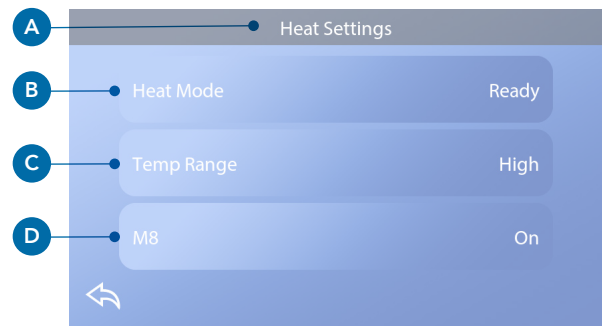 A
Heat Settings
B
Heat Mode Ready
C
Temp Range High
D
M8 On